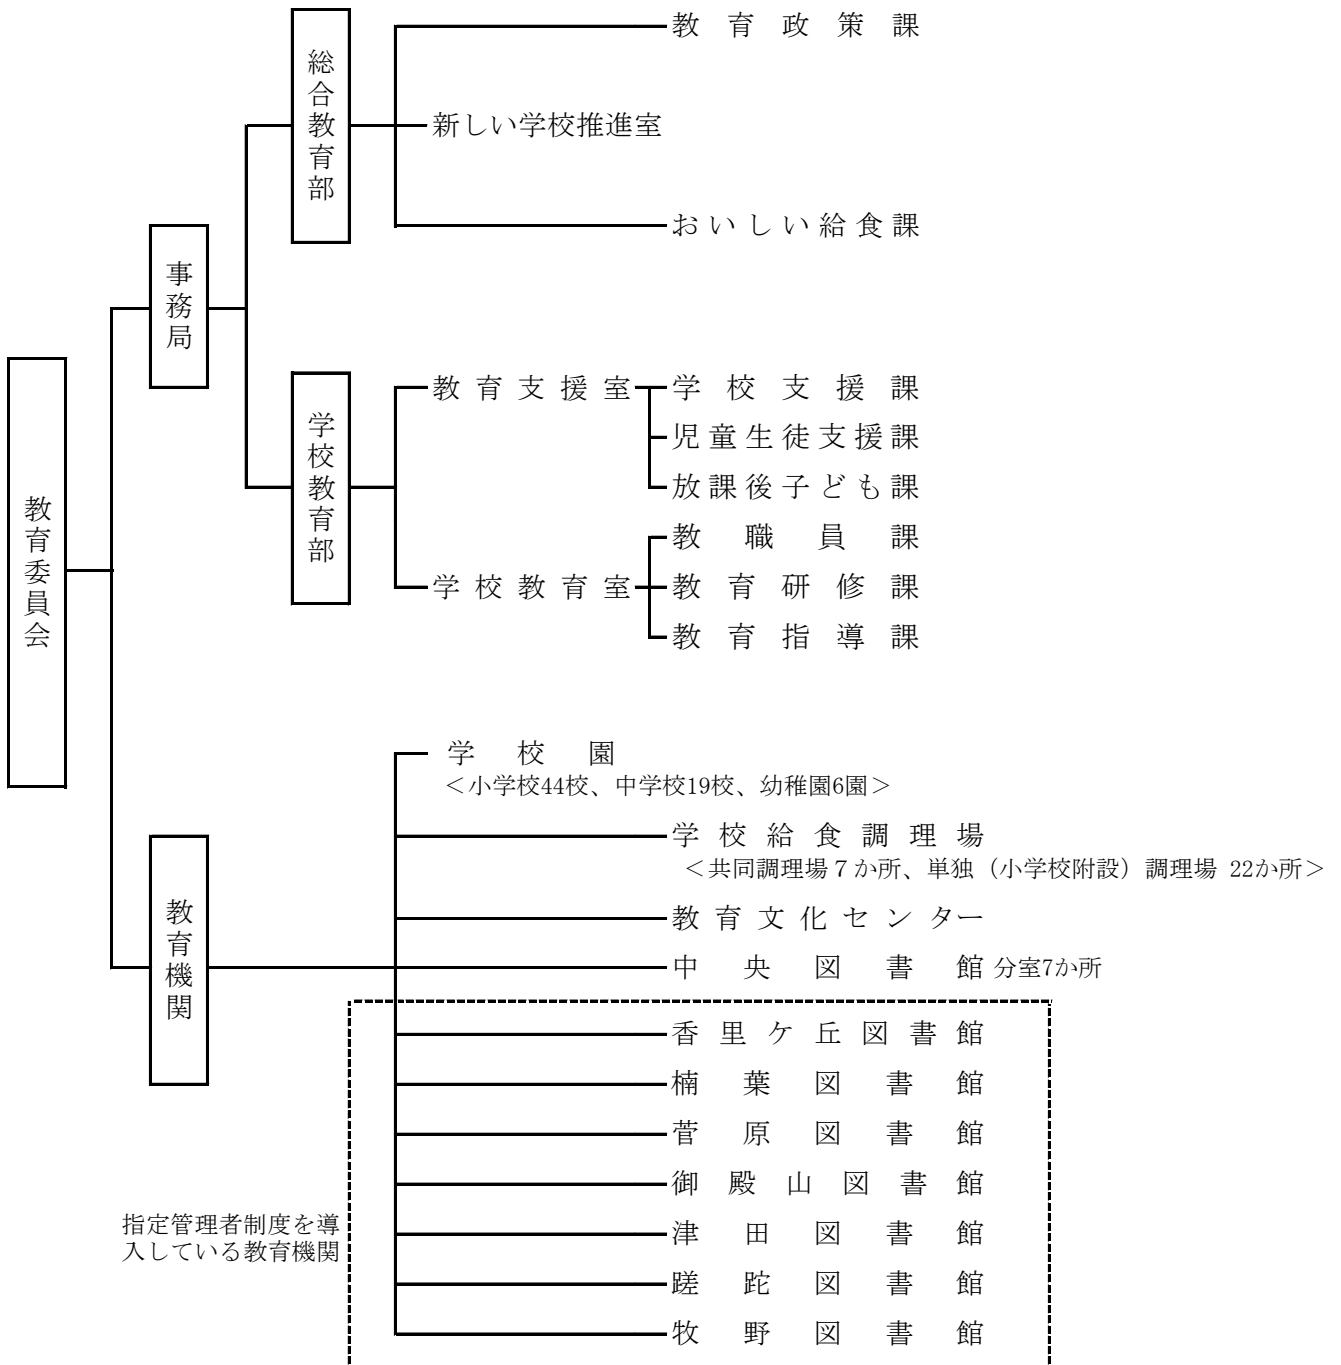 教育委員会
事務局
総合教育部
教育政策課
新しい学校推進室
おいしい給食課
学校教育部
教育支援室
学校支援課
児童生徒支援課
放課後子ども課
学校教育室
教職員課
教育研修課
教育指導課
教育機関
学校園
＜小学校44校、中学校19校、幼稚園6園＞
学校給食調理場
＜共同調理場７か所、単独（小学校附設）調理場 22か所＞
教育文化センター
中央図書館 分室7か所
指定管理者制度を導
入している教育機関
香里ケ丘図書館
楠葉図書館
菅原図書館
御殿山図書館
津田図書館
蹉跎図書館
牧野図書館